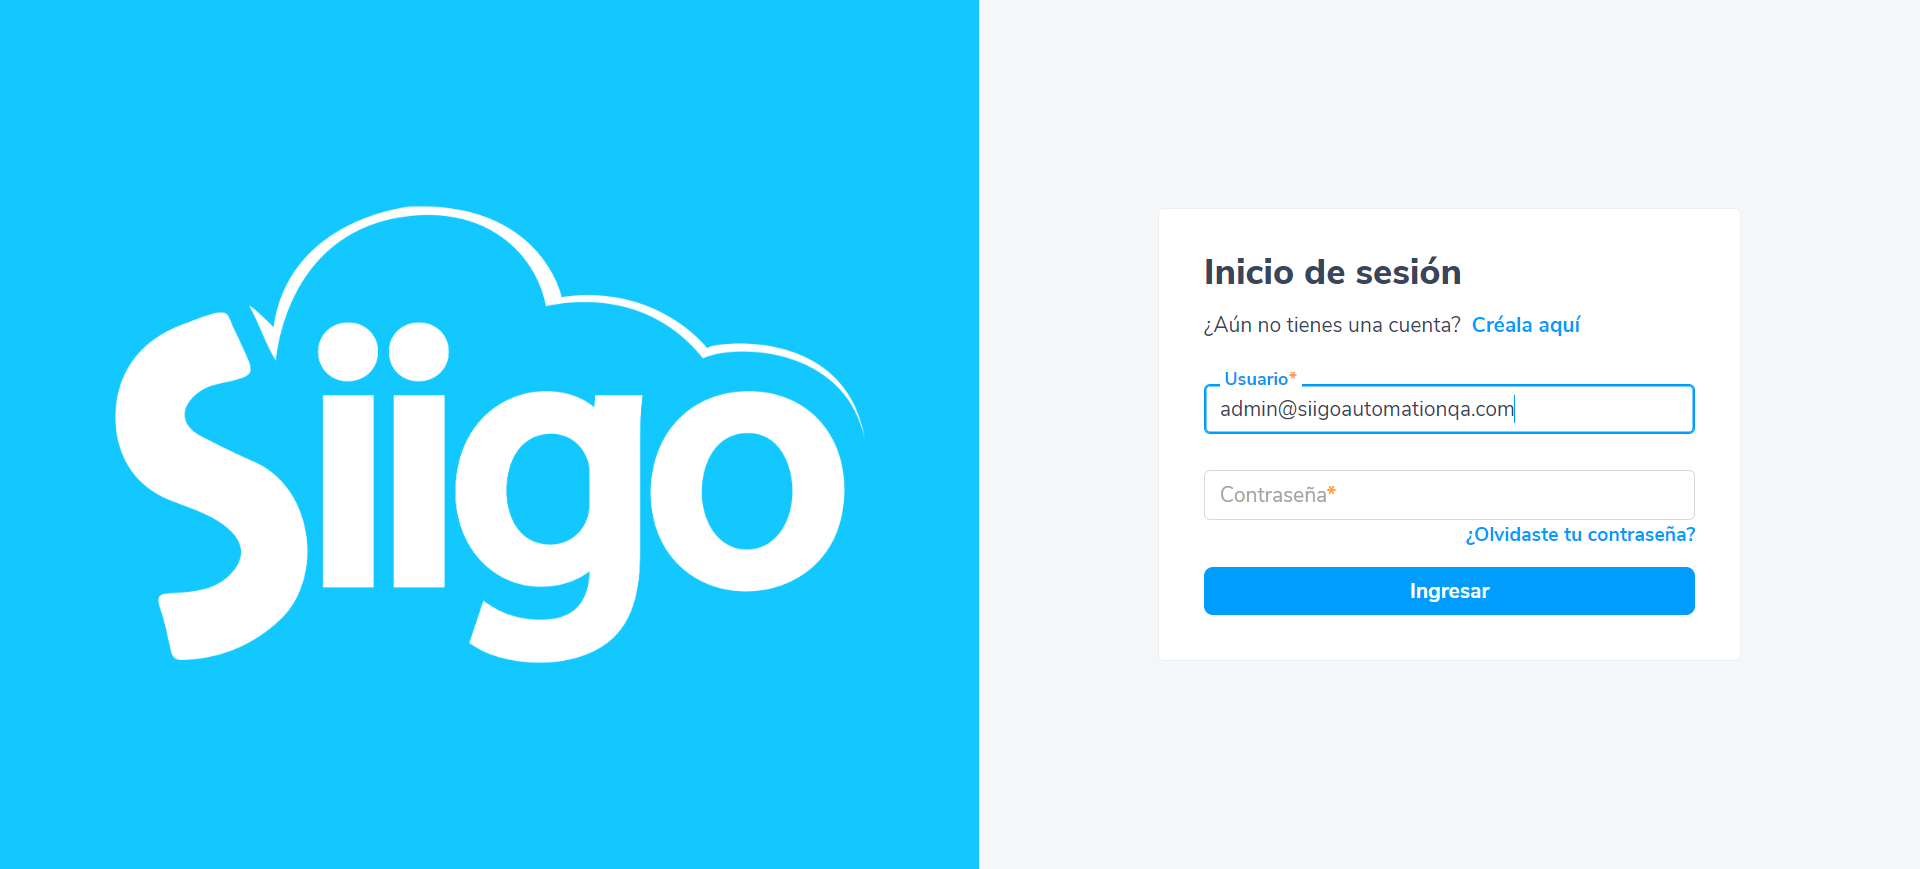 Siigo
Inicio de sesión
¿Aún no tienes una cuenta? Créala aquí
Usuario*
admin@siigoautomationqa.com
Contraseña*
¿Olvidaste tu contraseña?
Ingresar